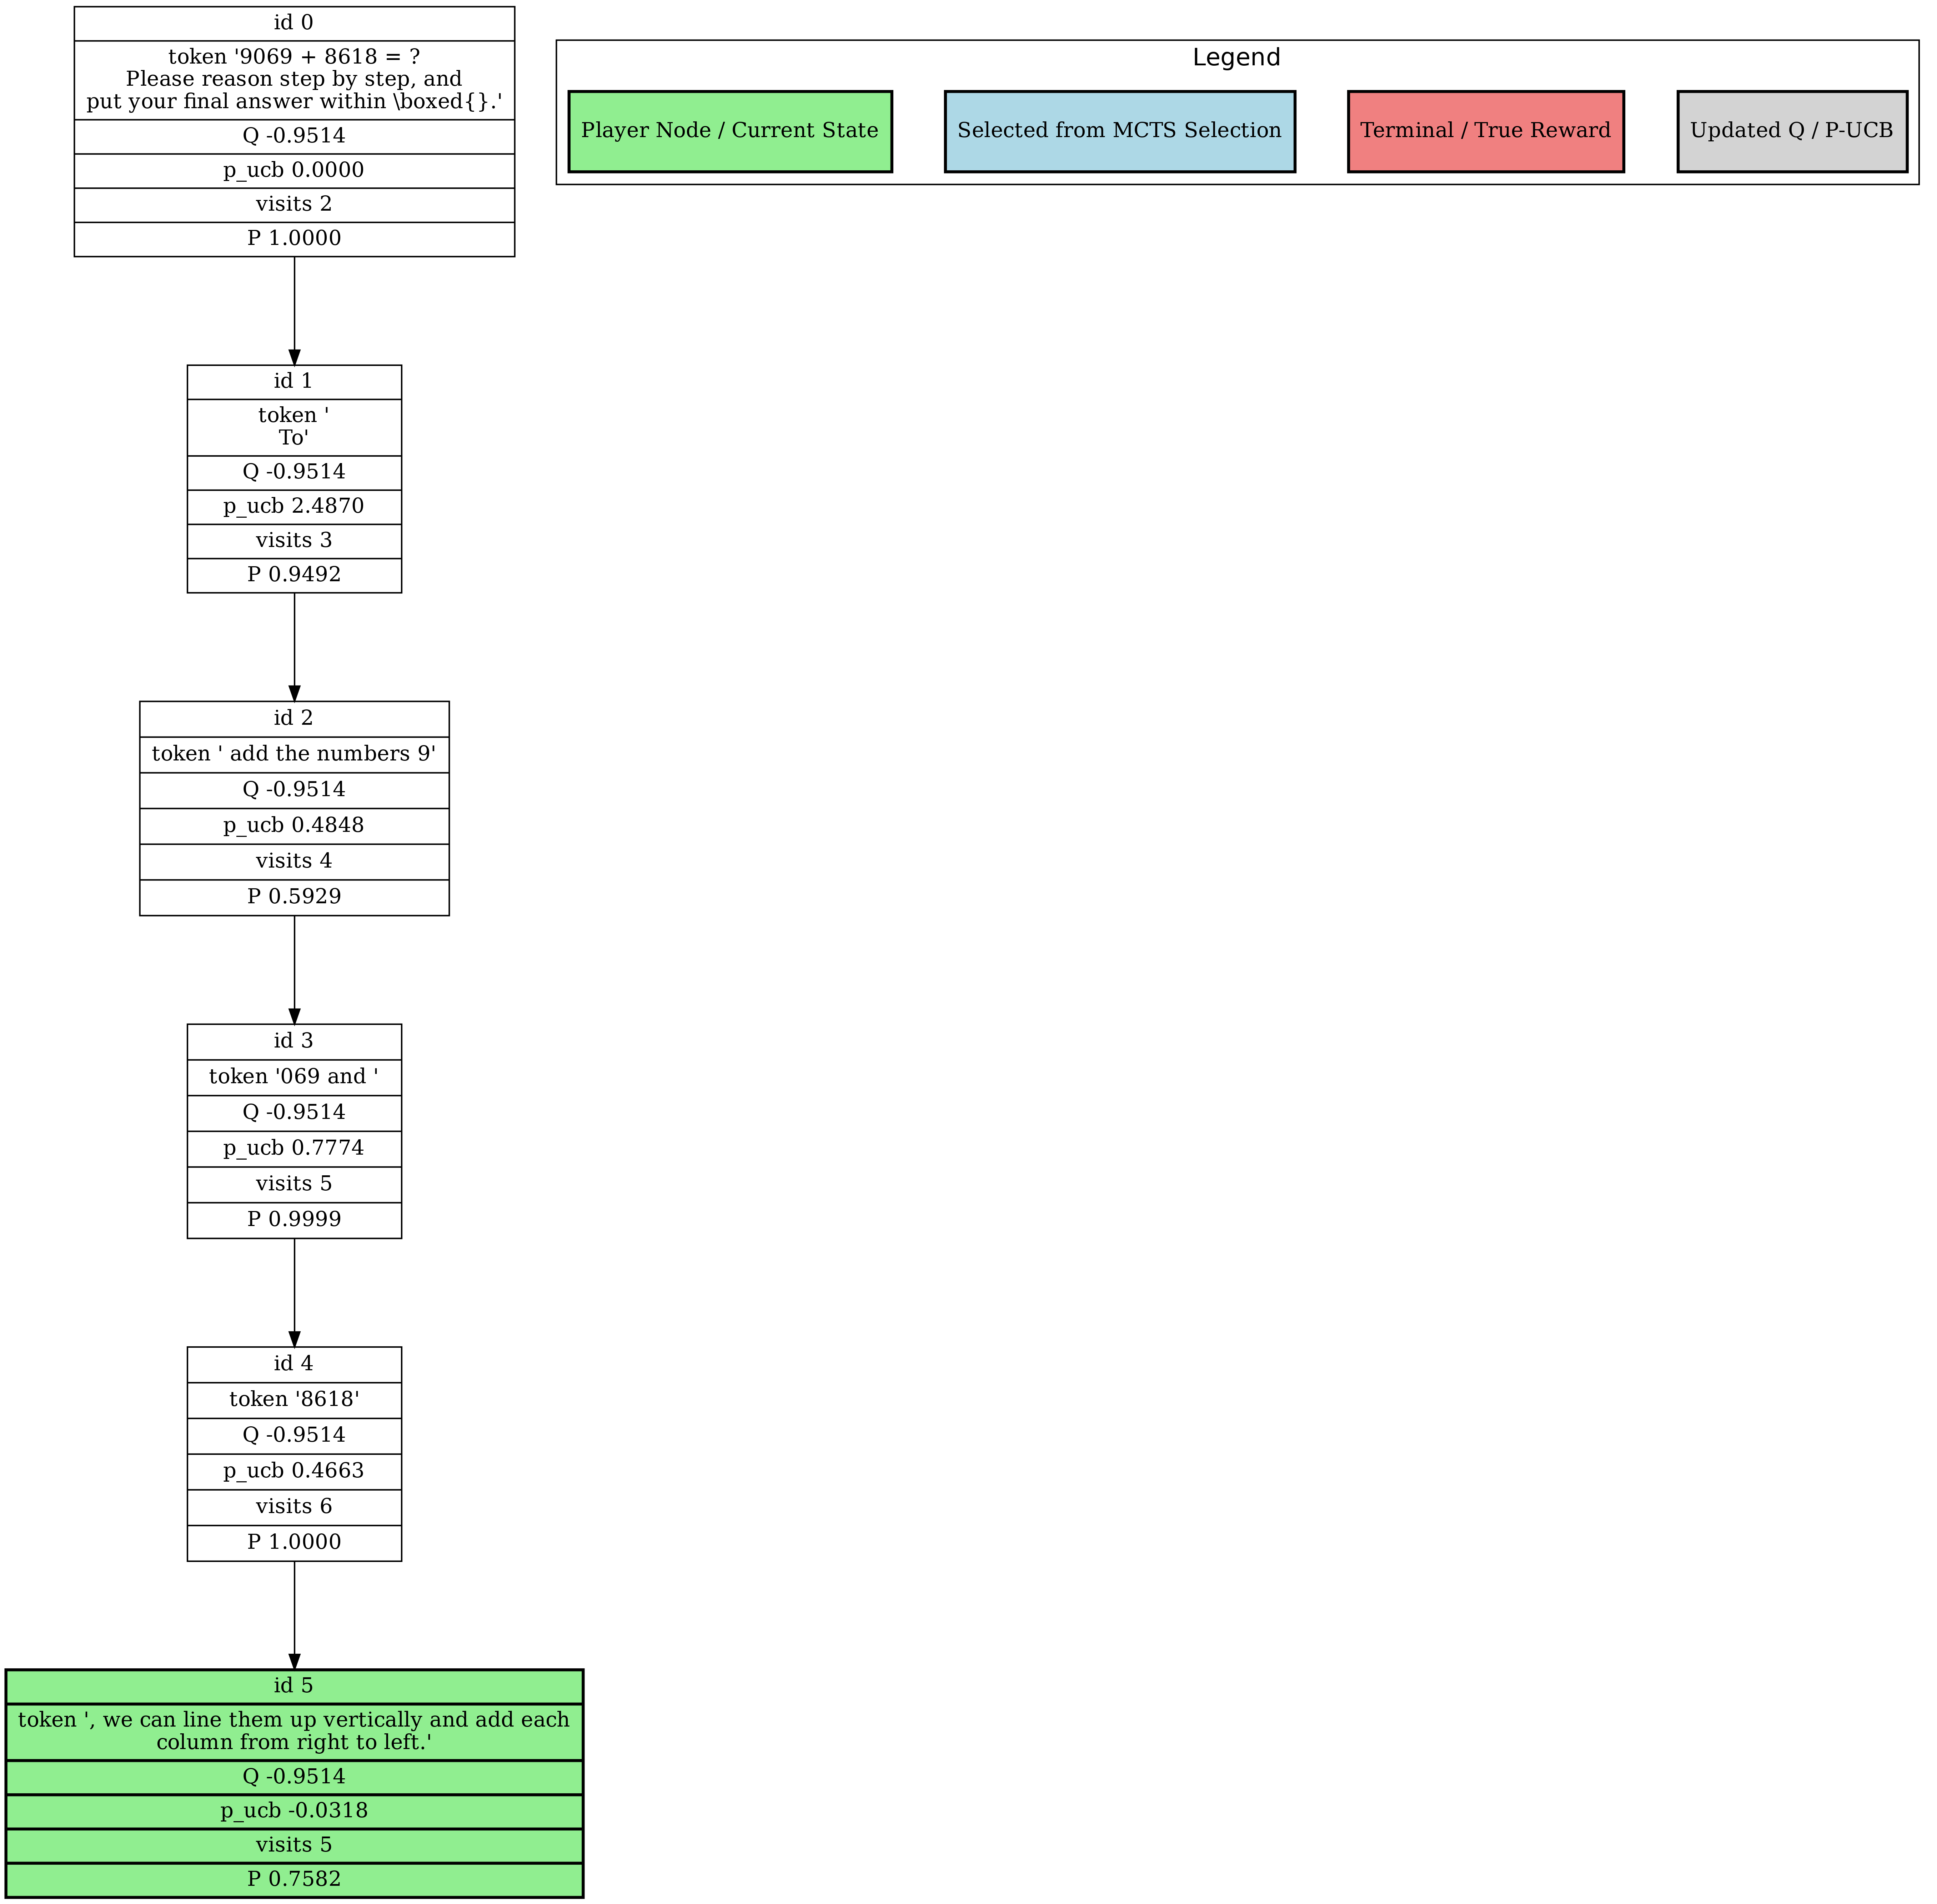 id 0
token '9069 + 8618 = ?
Please reason step by step, and
put your final answer within \boxed{}.'
Q -0.9514
p_ucb 0.0000
visits 2
P 1.0000
Legend
Player Node / Current State
Selected from MCTS Selection
Terminal / True Reward
Updated Q / P-UCB
id 1
token '
To'
Q -0.9514
p_ucb 2.4870
visits 3
P 0.9492
id 2
token ' add the numbers 9'
Q -0.9514
p_ucb 0.4848
visits 4
P 0.5929
id 3
token '069 and '
Q -0.9514
p_ucb 0.7774
visits 5
P 0.9999
id 4
token '8618'
Q -0.9514
p_ucb 0.4663
visits 6
P 1.0000
id 5
token ', we can line them up vertically and add each
column from right to left.'
Q -0.9514
p_ucb -0.0318
visits 5
P 0.7582